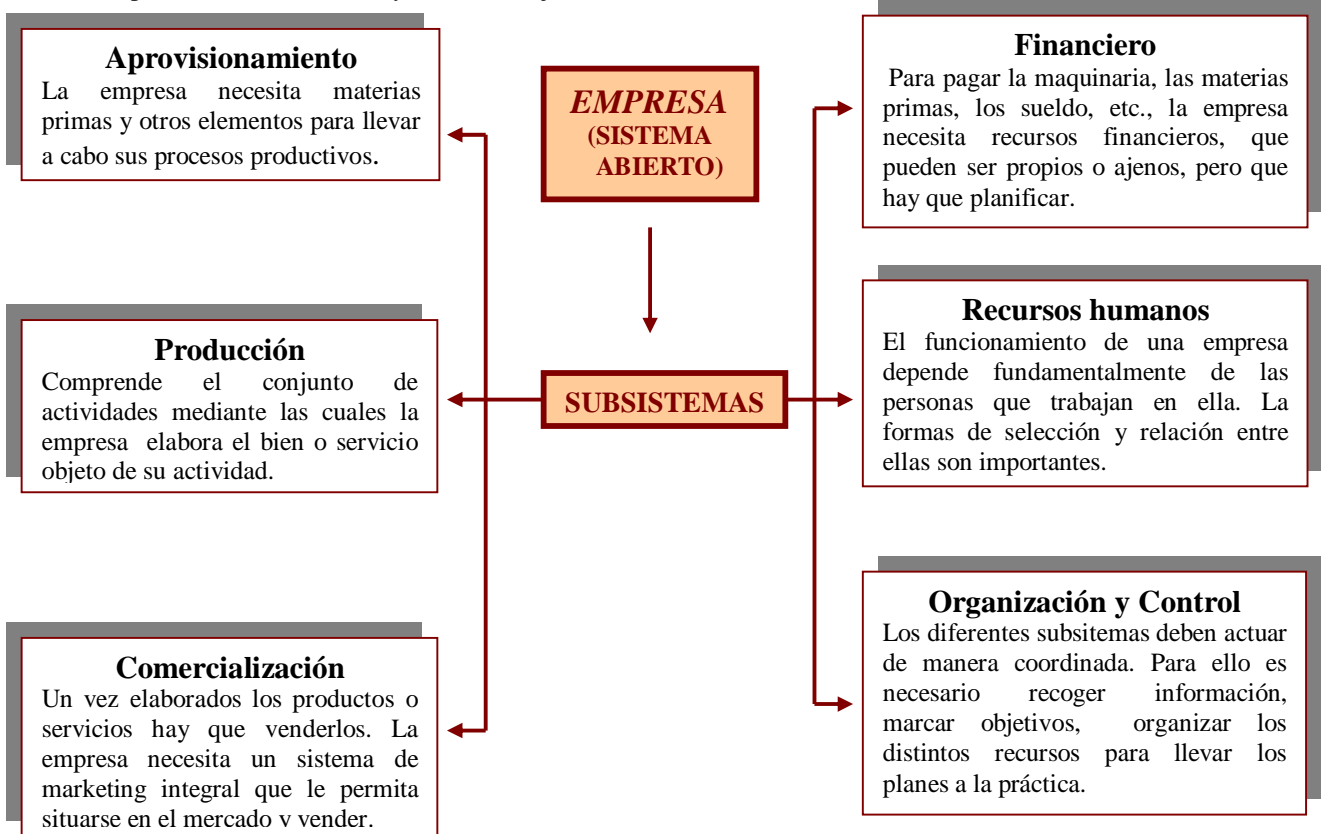 Aprovisionamiento
La empresa necesita materias
primas y otros elementos para llevar
a cabo sus procesos productivos.
Producción
Comprende el conjunto de
actividades mediante las cuales la
empresa elabora el bien o servicio
objeto de su actividad.
Comercialización
Un vez elaborados los productos o
servicios hay que venderlos. La
empresa necesita un sistema de
marketing integral que le permita
situarse en el mercado y vender.
EMPRESA
(SISTEMA
ABIERTO)
SUBSISTEMAS
Financiero
Para pagar la maquinaria, las materias
primas, los sueldo, etc., la empresa
necesita recursos financieros, que
pueden ser propios o ajenos, pero que
hay que planificar.
Recursos humanos
El funcionamiento de una empresa
depende fundamentalmente de las
personas que trabajan en ella. La
formas de selección y relación entre
ellas son importantes.
Organización y Control
Los diferentes subsitemas deben actuar
de manera coordinada. Para ello es
necesario recoger información,
marcar objetivos, organizar los
distintos recursos para llevar los
planes a la práctica.